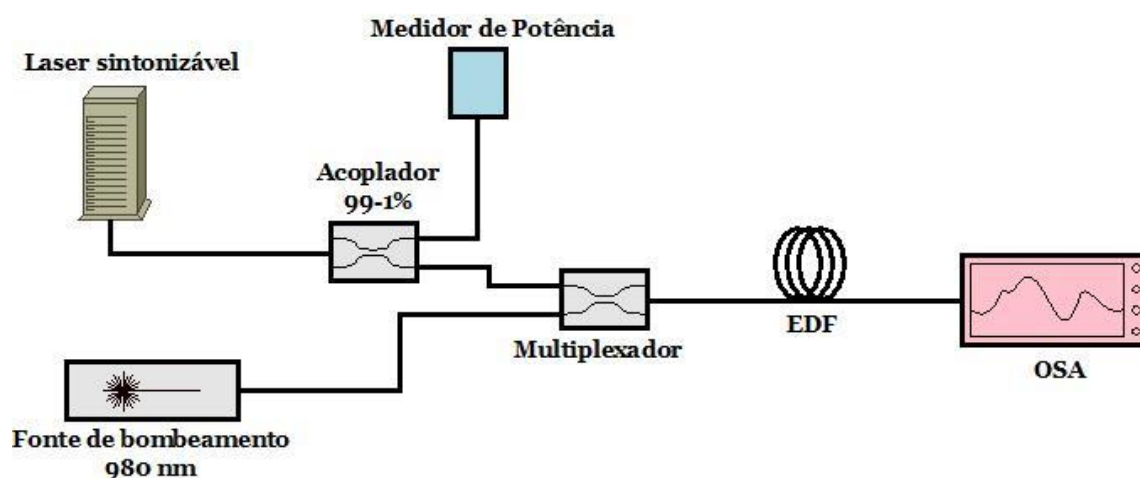 Medidor de Potência
Laser sintonizável
Acoplador
99-1%
Multiplexador
EDF
OSA
Fonte de bombeamento
980 nm